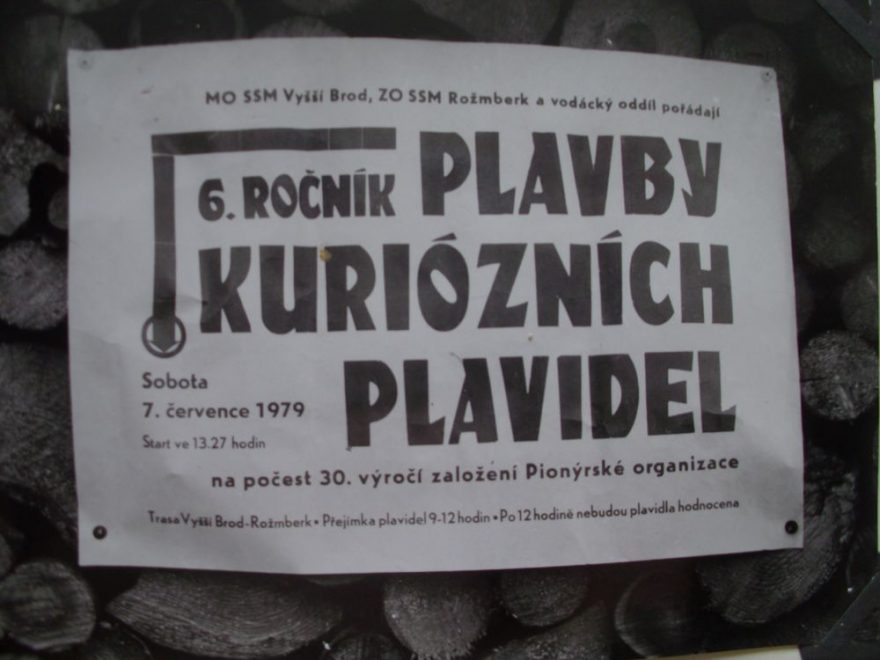 MO SSM Vyšší Brod, ZO SSM Rožmberk a vodácký oddíl pořádají
6. ROČNÍK PLAVBY
KURIÓZNÍCH
PLAVIDEL
Sobota
7. července 1979
Start ve 13.27 hodin
na počest 30. výročí založení Pionýrské organizace
Trasa Vyšší Brod-Rožmberk • Přejímka plavidel 9-12 hodin • Po 12 hodině nebudou plavidla hodnocena